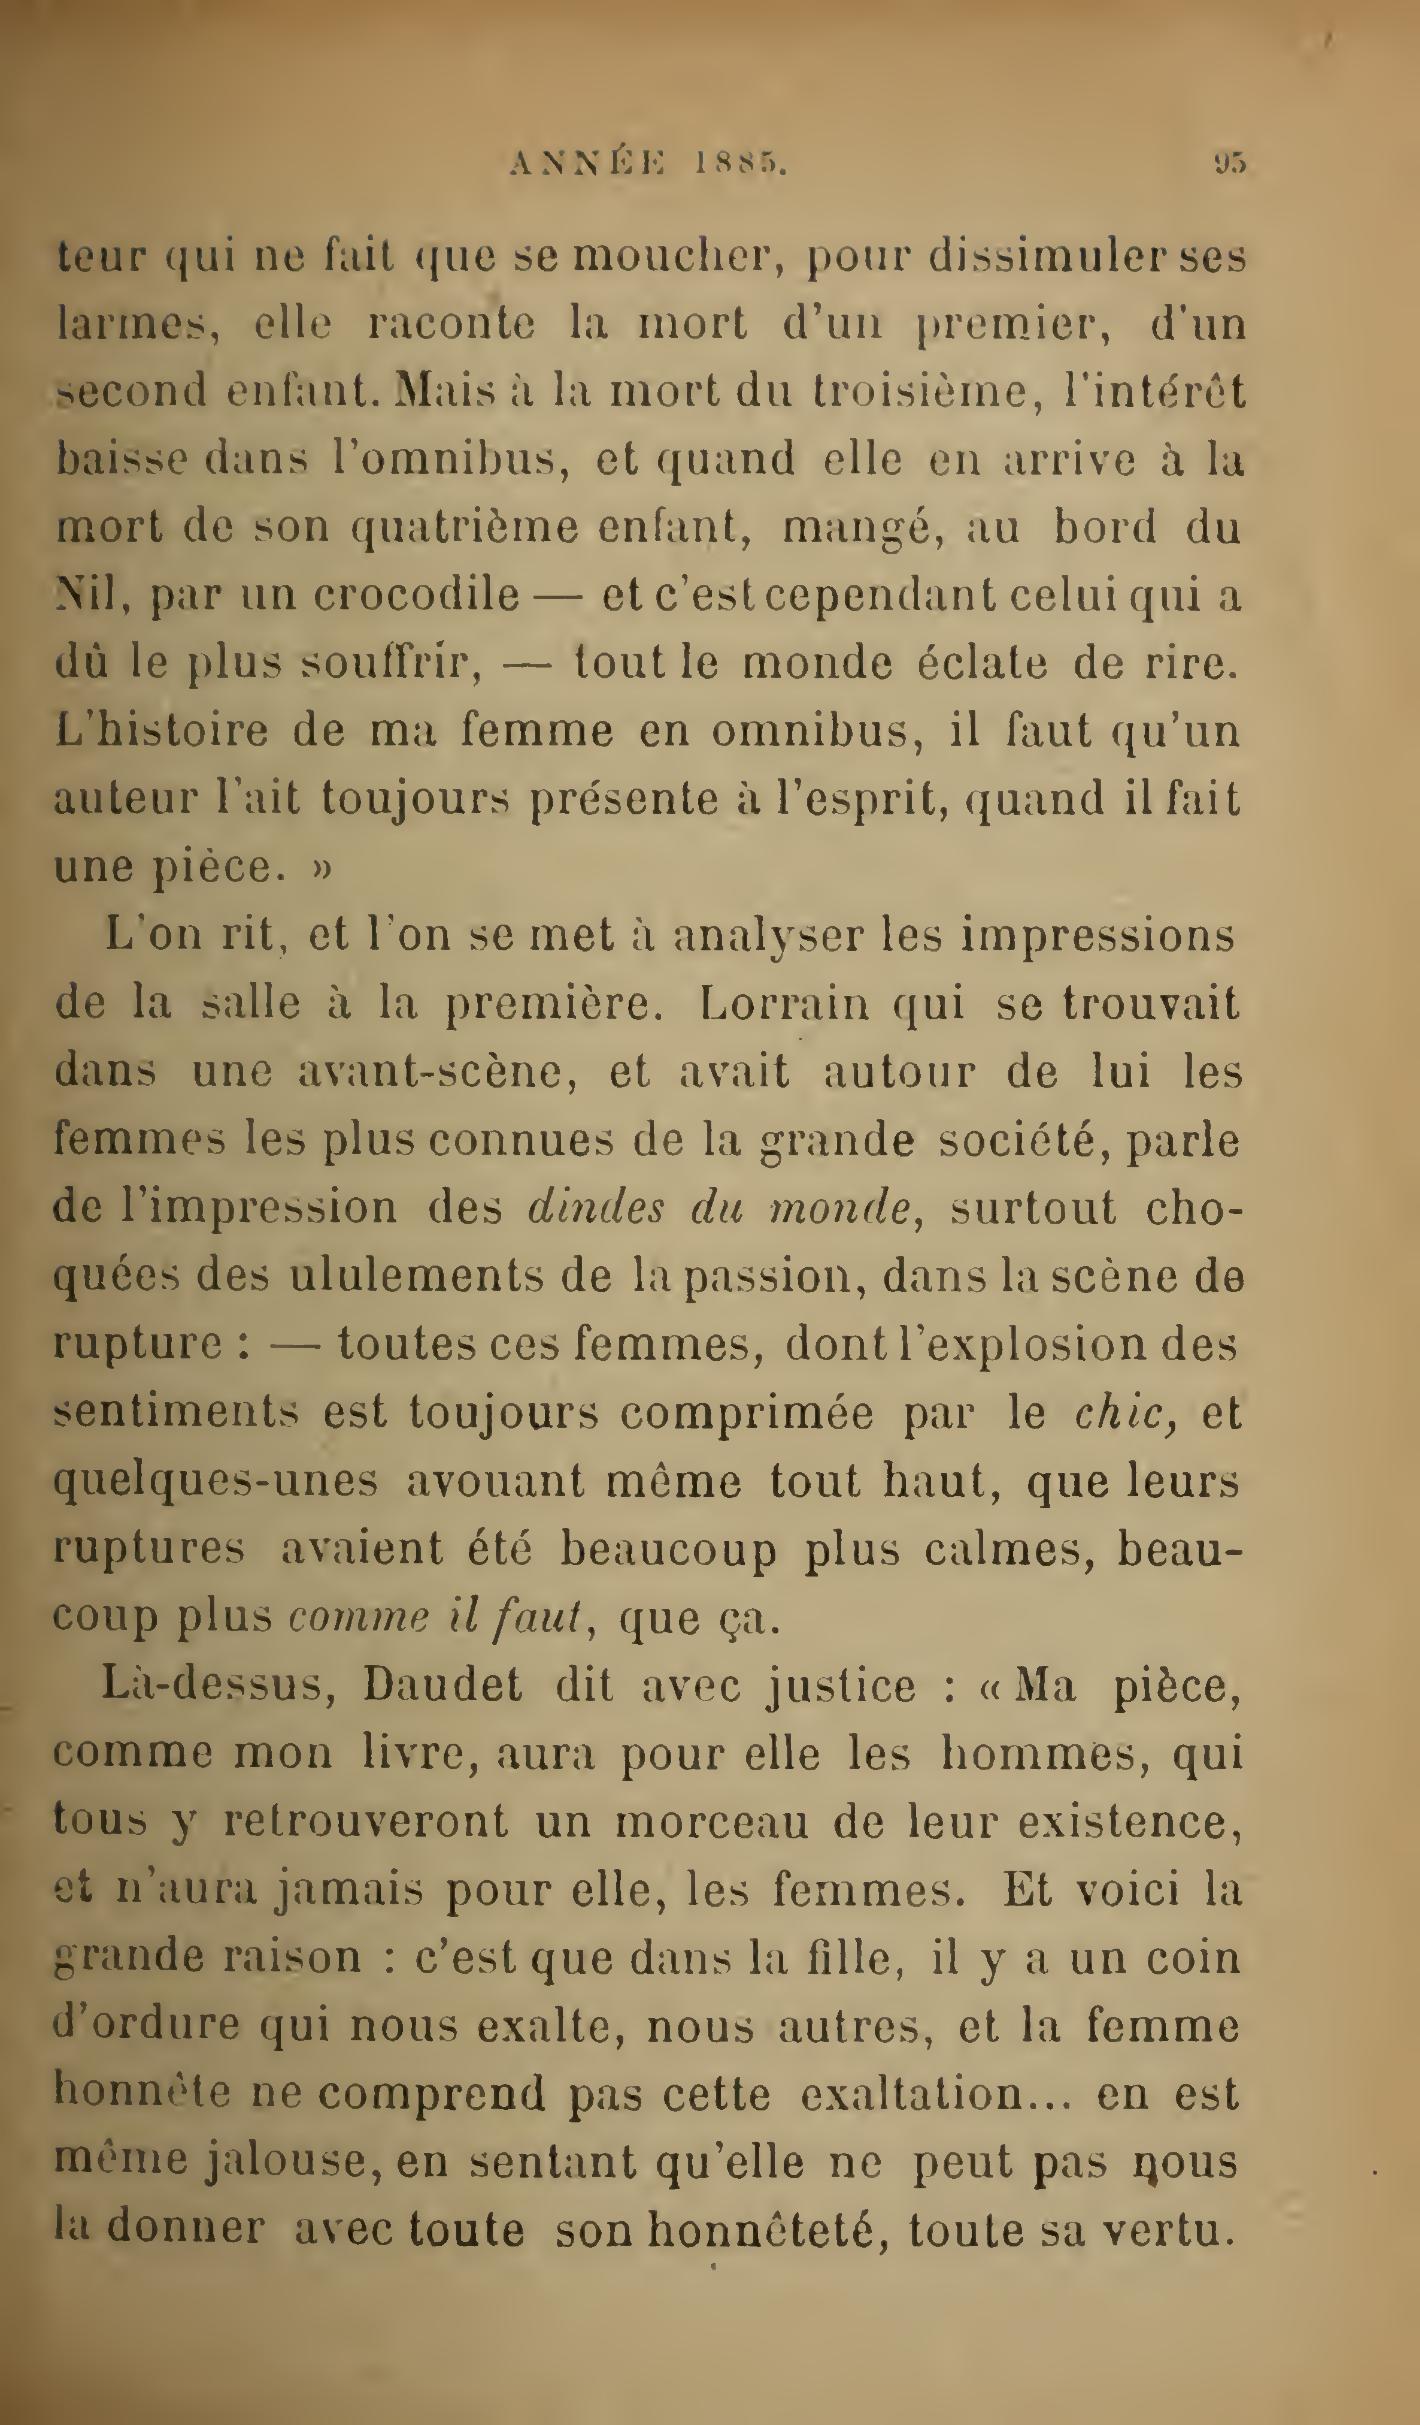 ANNÉE 1885. 95
teur qui ne fait que se moucher, pour dissimuler ses
larmes, elle raconte la mort d'un premier, d'un
second enfant. Mais à la mort du troisième, l'intérêt
baisse dans l'omnibus, et quand elle en arrive à la
mort de son quatrième enfant, mangé, au bord du
Nil, par un crocodile — et c'est cependant celui qui a
dû le plus souffrir, — tout le monde éclate de rire.
L'histoire de ma femme en omnibus, il faut qu'un
auteur l'ait toujours présente à l'esprit, quand il fait
une pièce. »
L'on rit, et l'on se met à analyser les impressions
de la salle à la première. Lorrain qui se trouvait
dans une avant-scène, et avait autour de lui les
femmes les plus connues de la grande société, parle
de l'impression des dindes du monde, surtout cho-
quées des ululements de la passion, dans la scène de
rupture : — toutes ces femmes, dont l'explosion des
sentiments est toujours comprimée par le chic, et
quelques-unes avouant même tout haut, que leurs
ruptures avaient été beaucoup plus calmes, beau-
coup plus comme il faut, que ça.
Là-dessus, Daudet dit avec justice : « Ma pièce,
comme mon livre, aura pour elle les hommes, qui
tous y retrouveront un morceau de leur existence,
et n'aura jamais pour elle, les femmes. Et voici la
grande raison : c'est que dans la fille, il y a un coin
d'ordure qui nous exalte, nous autres, et la femme
honnête ne comprend pas cette exaltation... en est
même jalouse, en sentant qu'elle ne peut pas nous
la donner avec toute son honnêteté, toute sa vertu.